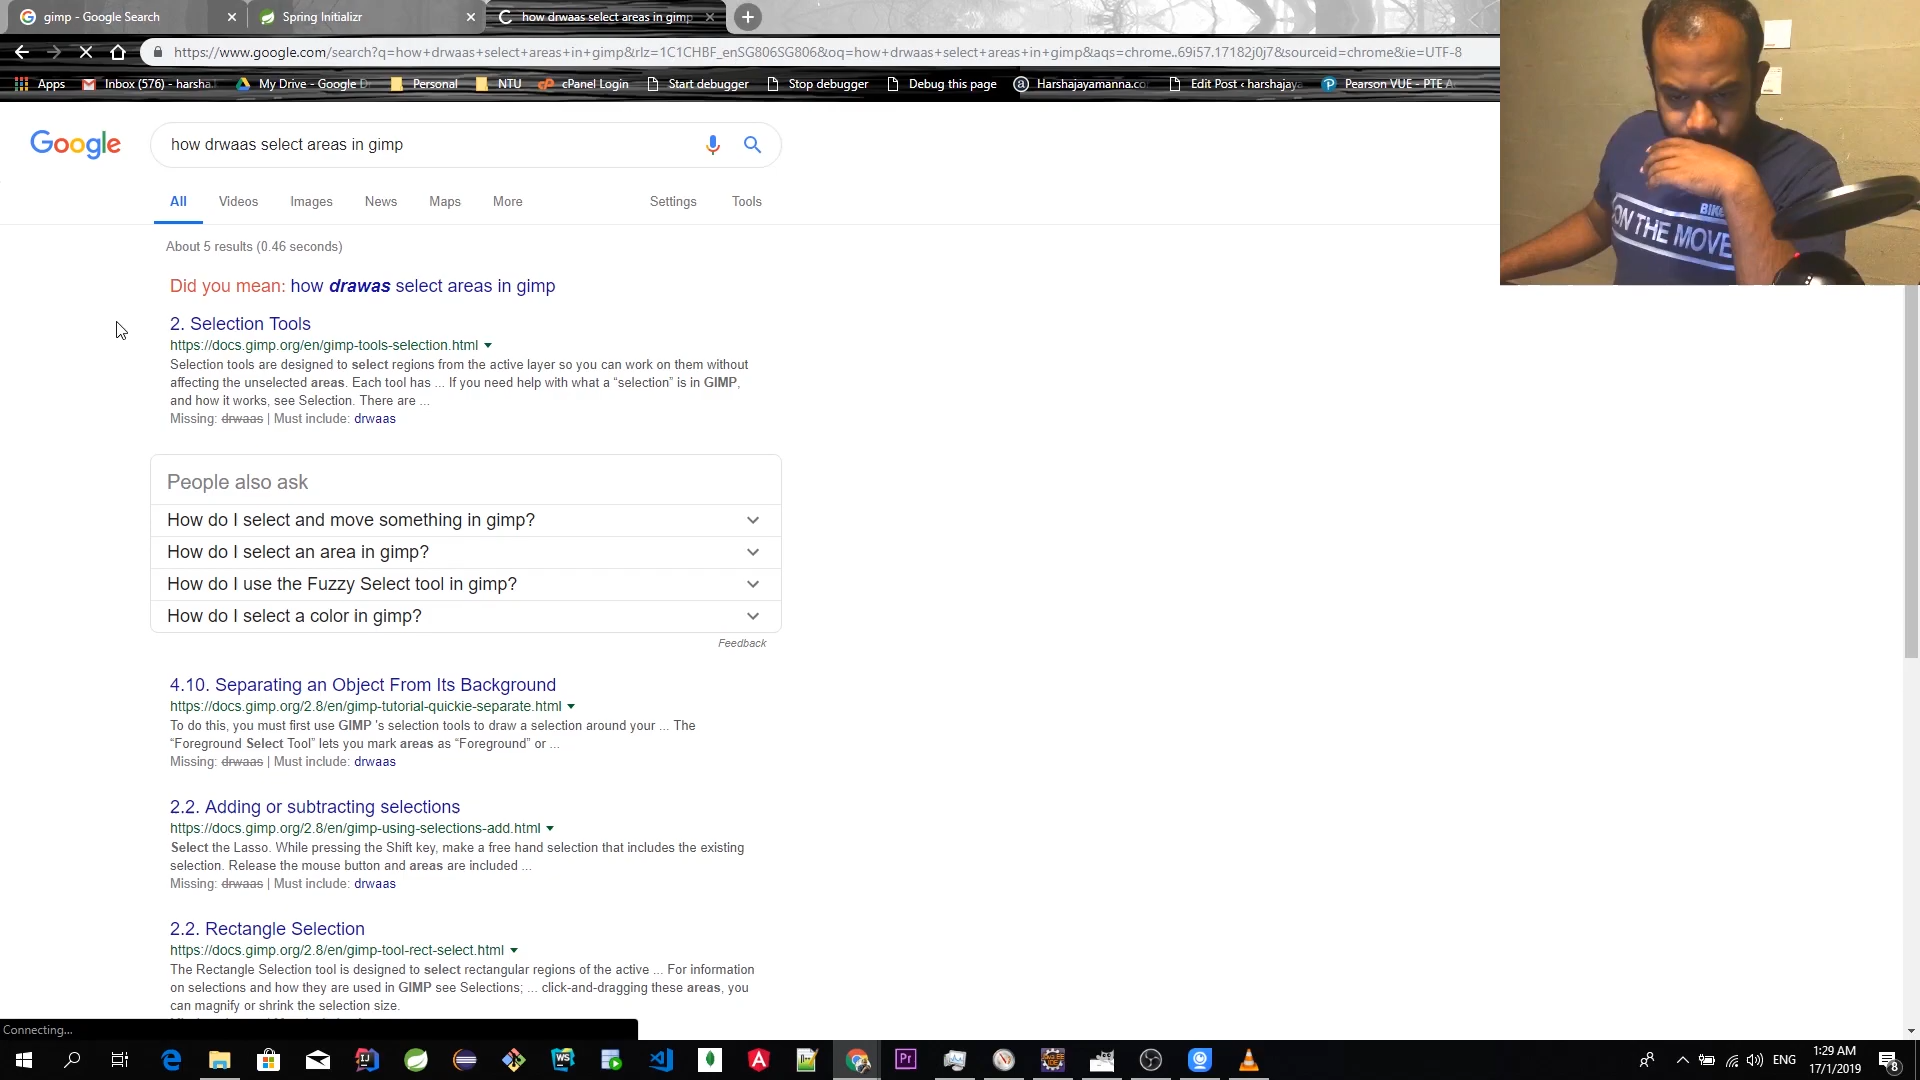 gimp - Google Search
Spring Initializr
how drwaas select areas in gimp
https://www.google.com/search?q=how+drwaas+select+areas+in+gimp&rlz=1C1CHBF_enSG806SG806&oq=how+drwaas+select+areas+in+gimp&aqs=chrome..69i57.17182j0j7&sourceid=chrome&ie=UTF-8
Apps
Inbox (576) - harsha
My Drive - Google D
Personal
NTU
cPanel Login
Start debugger
Stop debugger
Debug this page
Harshajayamanna.co
Edit Post ‹ harshajay
Pearson VUE - PTE A
BIKE
ON THE MOVE
Google
how drwaas select areas in gimp
All
Videos
Images
News
Maps
More
Settings
Tools
About 5 results (0.46 seconds)
Did you mean: how drawas select areas in gimp
2. Selection Tools
https://docs.gimp.org/en/gimp-tools-selection.html
Selection tools are designed to select regions from the active layer so you can work on them without
affecting the unselected areas. Each tool has ... If you need help with what a “selection” is in GIMP,
and how it works, see Selection. There are ...
Missing: drwaas | Must include: drwaas
People also ask
How do I select and move something in gimp?
How do I select an area in gimp?
How do I use the Fuzzy Select tool in gimp?
How do I select a color in gimp?
Feedback
4.10. Separating an Object From Its Background
https://docs.gimp.org/2.8/en/gimp-tutorial-quickie-separate.html
To do this, you must first use GIMP 's selection tools to draw a selection around your ... The
“Foreground Select Tool” lets you mark areas as “Foreground” or ...
Missing: drwaas | Must include: drwaas
2.2. Adding or subtracting selections
https://docs.gimp.org/2.8/en/gimp-using-selections-add.html
Select the Lasso. While pressing the Shift key, make a free hand selection that includes the existing
selection. Release the mouse button and areas are included ...
Missing: drwaas | Must include: drwaas
2.2. Rectangle Selection
https://docs.gimp.org/2.8/en/gimp-tool-rect-select.html
The Rectangle Selection tool is designed to select rectangular regions of the active ... For information
on selections and how they are used in GIMP see Selections; ... click-and-dragging these areas, you
can magnify or shrink the selection size.
Connecting...
ENG
1:29 AM
17/1/2019
8